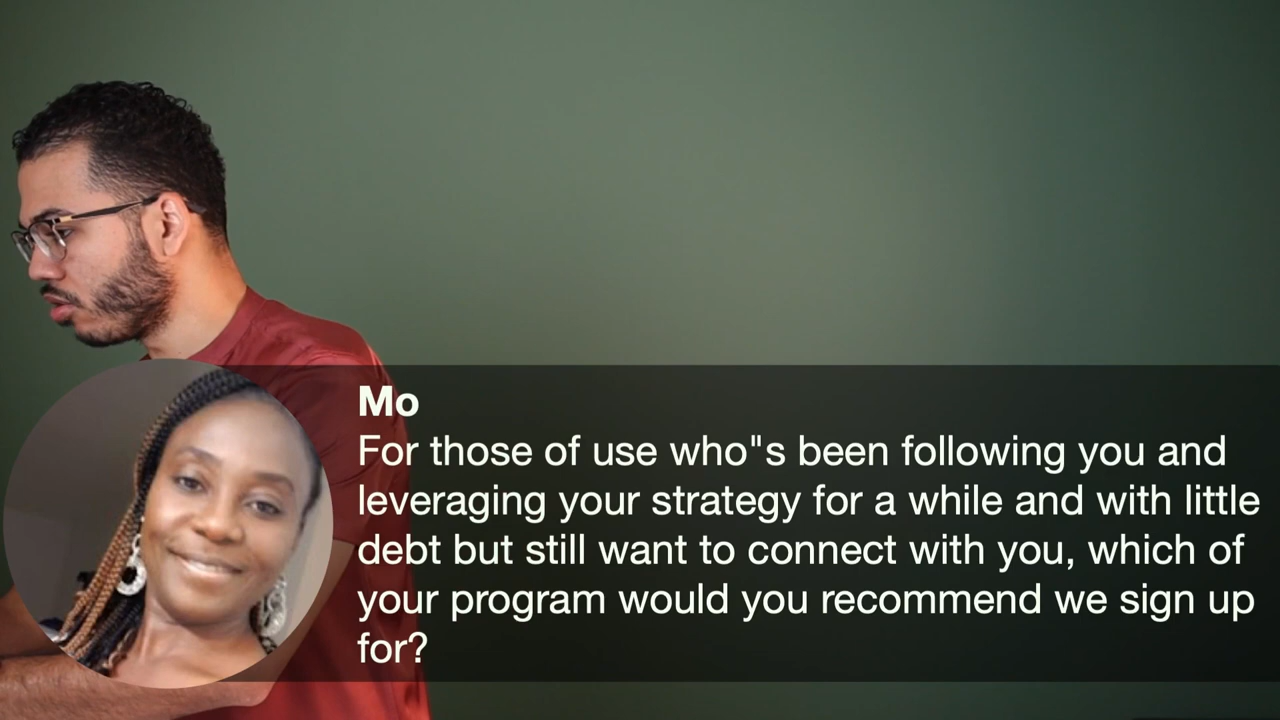 Mo
For those of use who"s been following you and
leveraging your strategy for a while and with little
debt but still want to connect with you, which of
your program would you recommend we sign up
for?